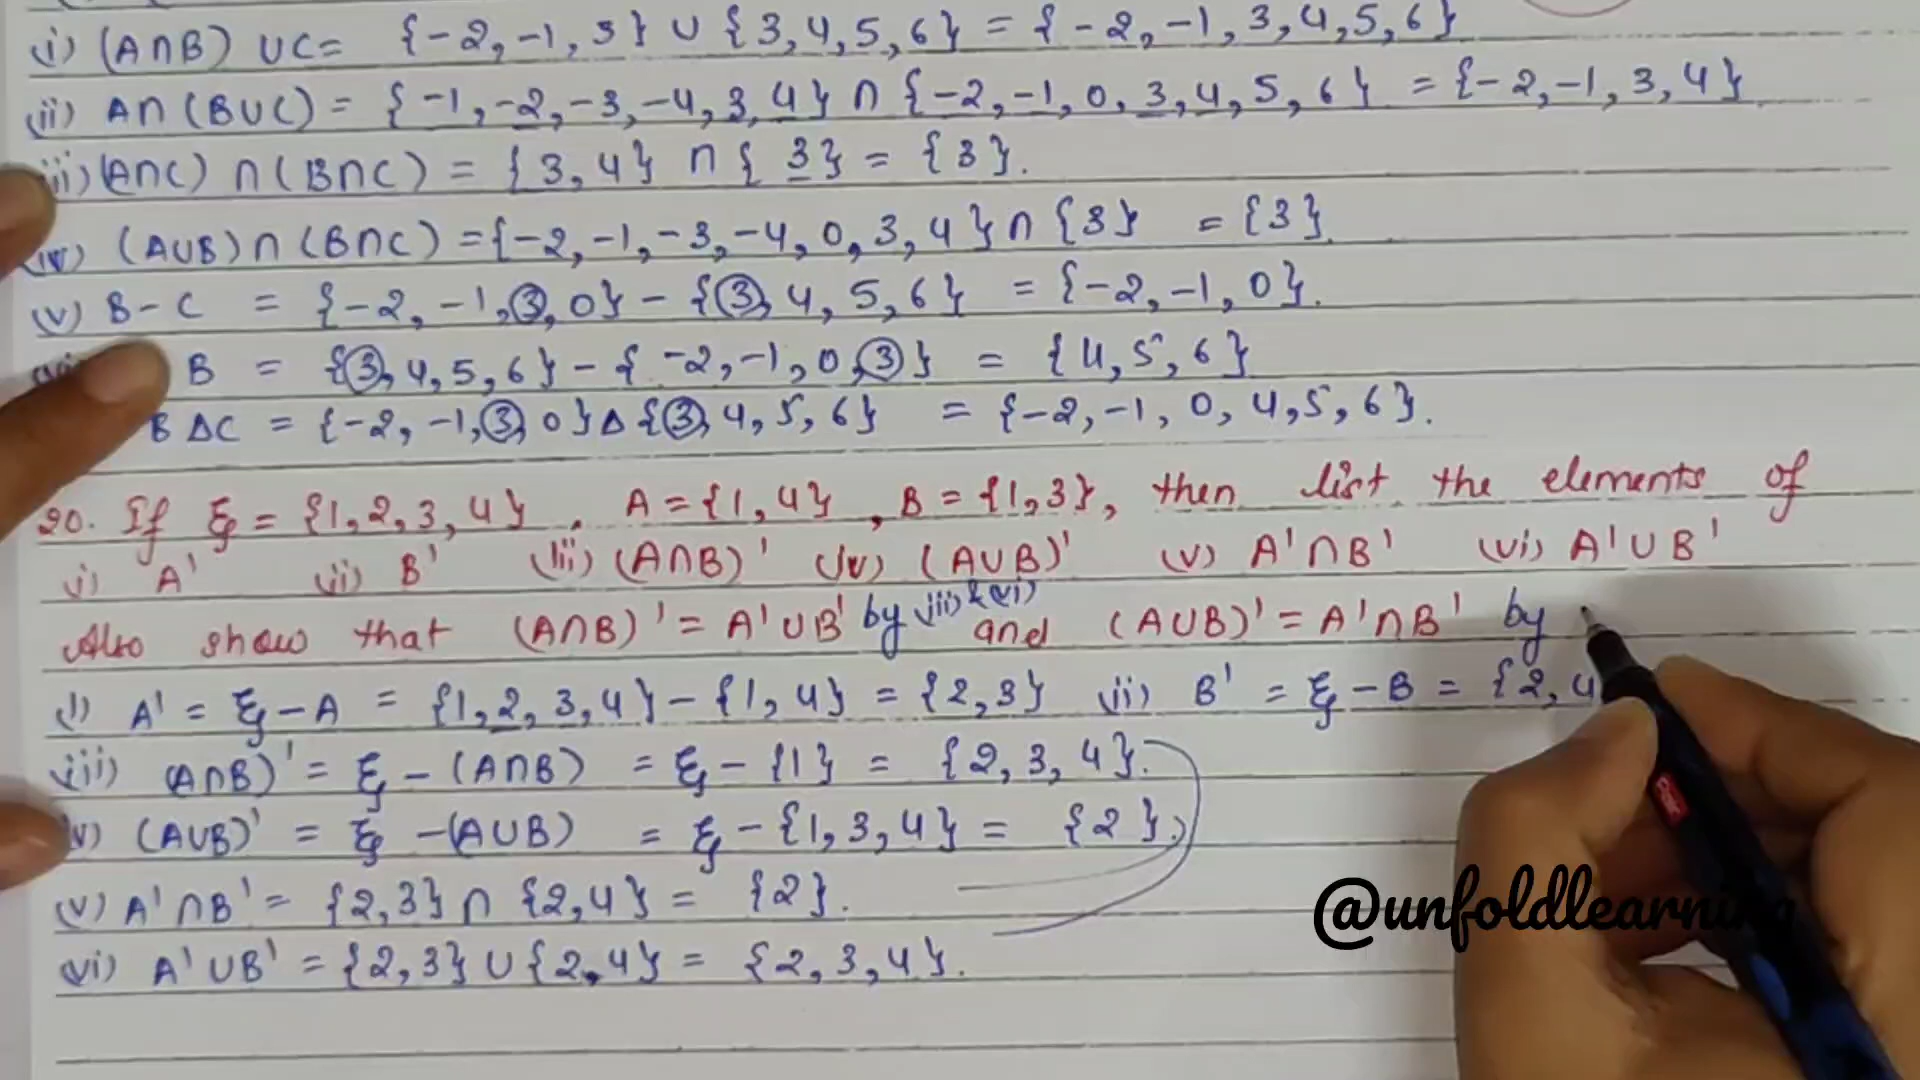 (i) (A∩B) ∪C= {-2,-1,3} ∪ {3,4,5,6} = {-2,-1,3,4,5,6}
(ii) A∩(B∪C) = {-1,-2,-3,-4,3,4} ∩ {-2,-1,0,3,4,5,6} = {-2,-1,3,4}
ii) (A∩C) ∩(B∩C) = {3,4} ∩ {3} = {3}.
(iv) (A∪B)∩(B∩C) ={-2,-1,-3,-4,0,3,4}∩{3} = {3}.
(v) B-C = {-2,-1,3,0} - {3,4,5,6} = {-2,-1,0}.
B = {3,4,5,6} - {-2,-1,0,3} = {4,5,6}
B∆C = {-2,-1,3,0}∆{3,4,5,6} = {-2,-1,0,4,5,6}.
20. If ξ = {1,2,3,4}, A={1,4}, B={1,3}, then list the elements of
i) A' (ii) B' (iii) (A∩B)' (iv) (A∪B)' (v) A'∩B' (vi) A'∪B'
Also show that (A∩B)' = A'∪B' by (iii) & (vi) and (A∪B)' = A'∩B' by
(i) A' = ξ-A = {1,2,3,4}-{1,4} = {2,3} (ii) B' = ξ-B = {2,4
(iii) (A∩B)' = ξ-(A∩B) = ξ-{1} = {2,3,4}.
v) (A∪B)' = ξ-(A∪B) = ξ-{1,3,4} = {2}.
(v) A'∩B' = {2,3}∩{2,4} = {2}.
(vi) A'∪B' = {2,3}∪{2,4} = {2,3,4}.
@unfoldlearning